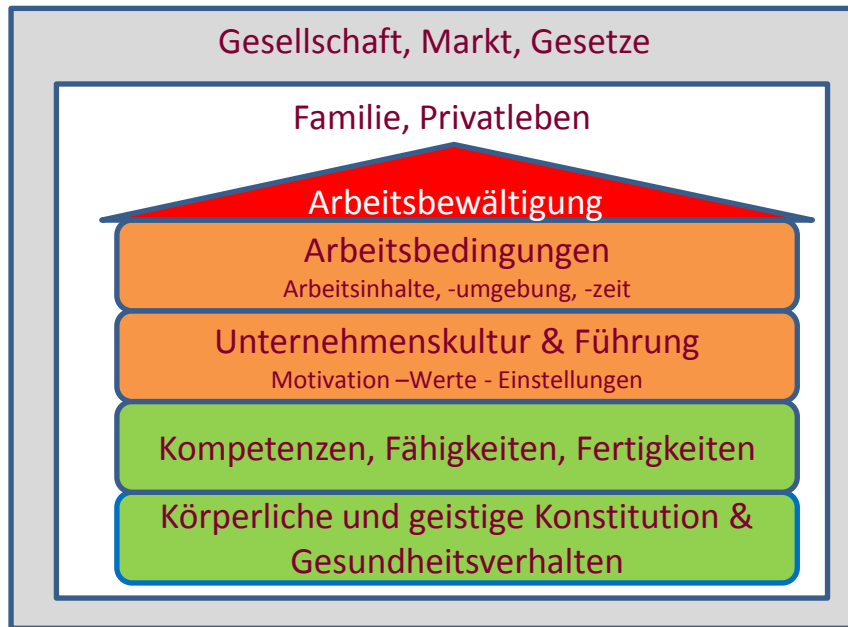 Gesellschaft, Markt, Gesetze
Familie, Privatleben
Arbeitsbewältigung
Arbeitsbedingungen
Arbeitsinhalte, -umgebung, -zeit
Unternehmenskultur & Führung
Motivation –Werte - Einstellungen
Kompetenzen, Fähigkeiten, Fertigkeiten
Körperliche und geistige Konstitution &
Gesundheitsverhalten